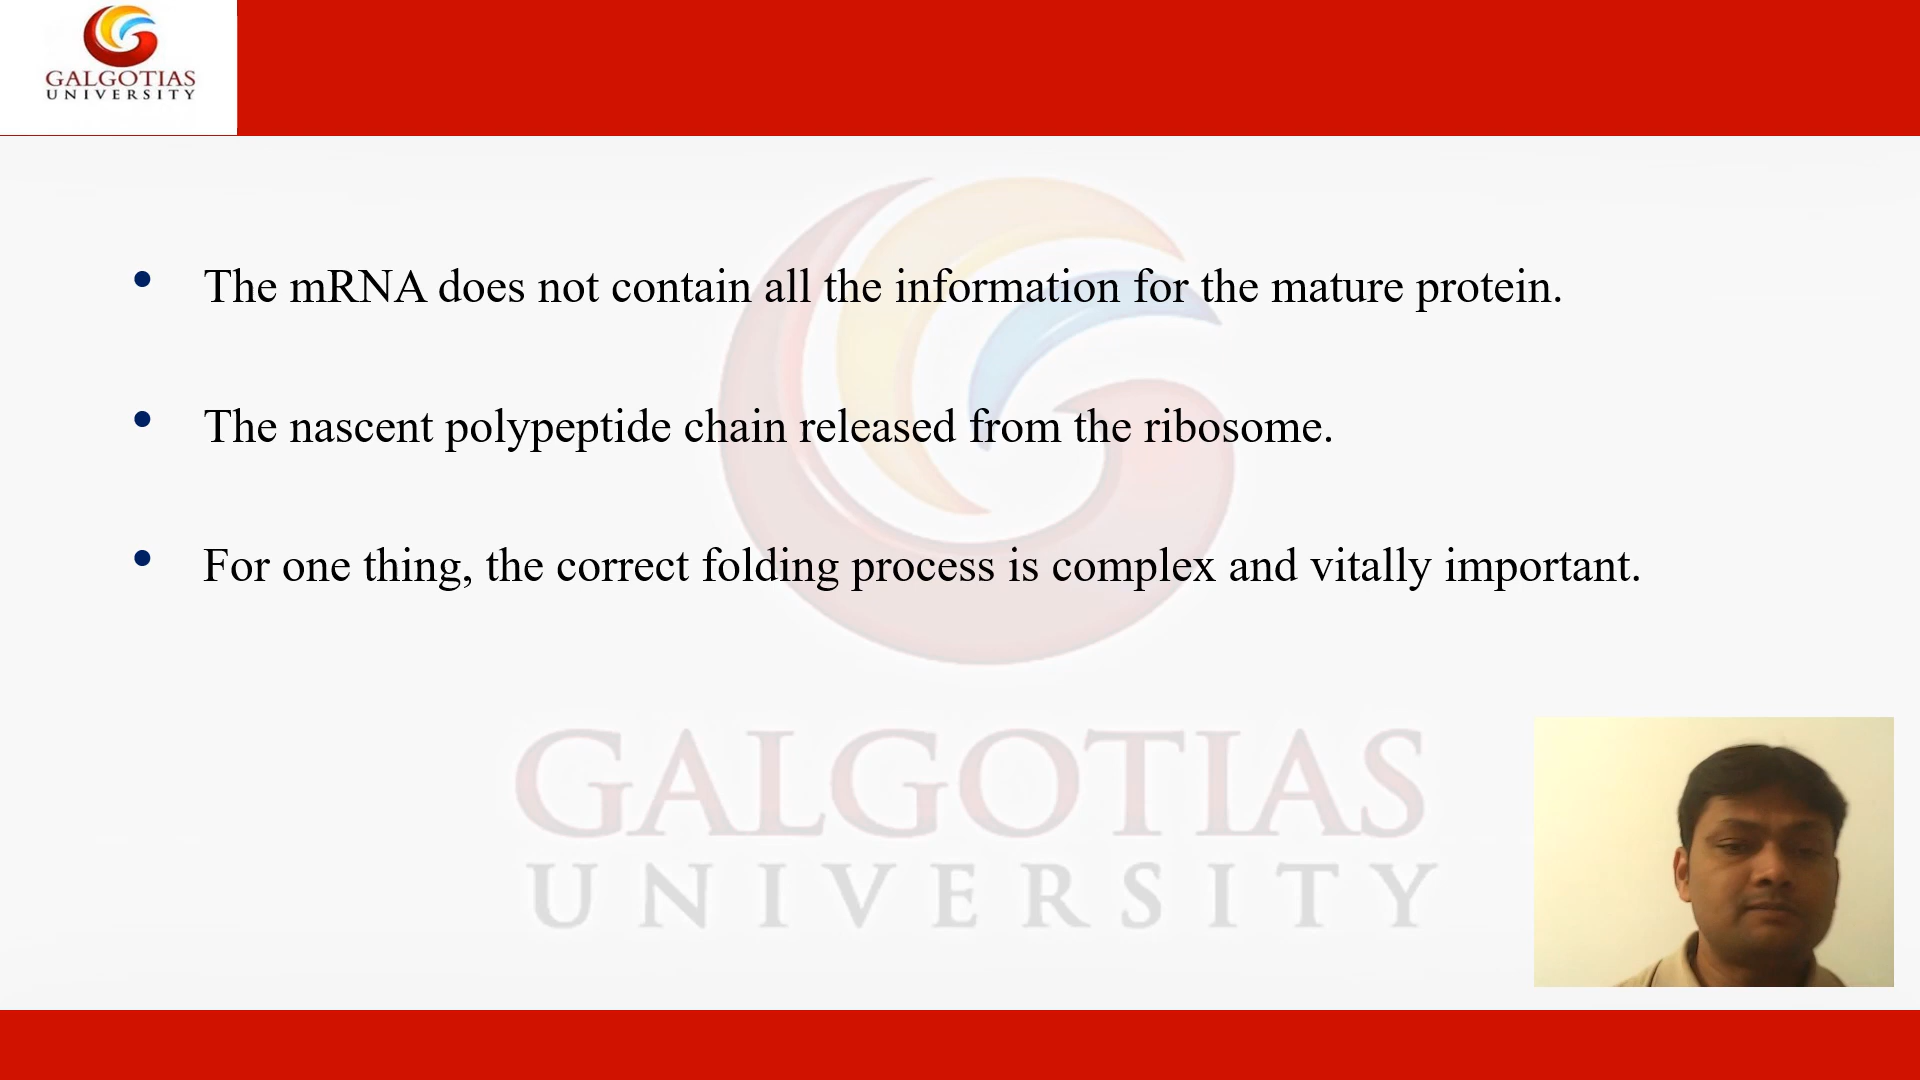 GALGOTIAS
UNIVERSITY
• The mRNA does not contain all the information for the mature protein.
• The nascent polypeptide chain released from the ribosome.
• For one thing, the correct folding process is complex and vitally important.
GALGOTIAS
UNIVERSITY